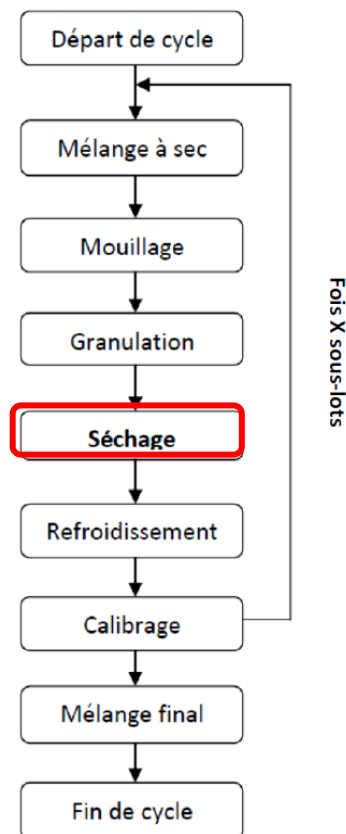 Départ de cycle
Mélange à sec
Mouillage
Granulation
Séchage
Refroidissement
Calibrage
Mélange final
Fin de cycle
Fois X sous-lots